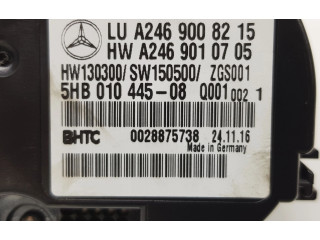 LU A246 900 82 15
HW A246 901 07 05
HW130300/ SW150500/ ZGS001
5HB 010 445-08 Q001 002 1
BHTC 0028875738 24.11.16
Made in Germany